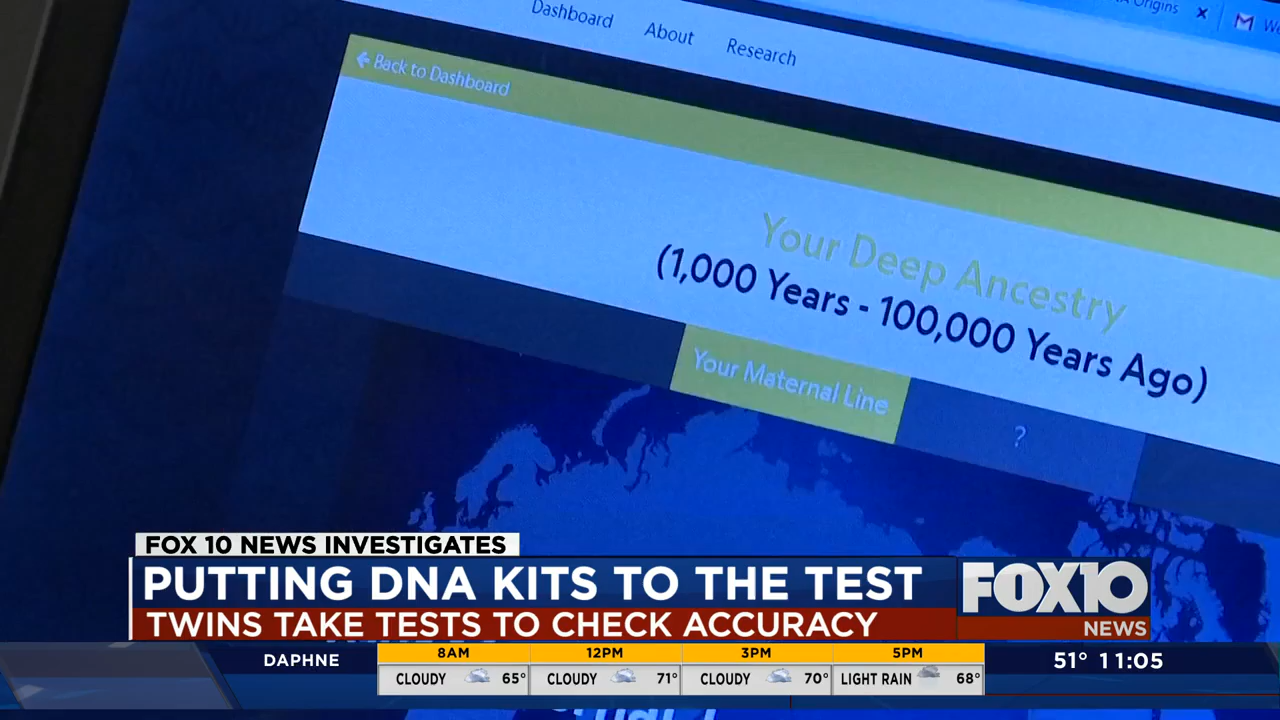 Origins
Dashboard
About
Research
Back to Dashboard
Your Deep Ancestry
(1,000 Years - 100,000 Years Ago)
Your Maternal Line
?
FOX 10 NEWS INVESTIGATES
PUTTING DNA KITS TO THE TEST
TWINS TAKE TESTS TO CHECK ACCURACY
FOX10
NEWS
DAPHNE
8AM
12PM
3PM
5PM
CLOUDY 65°
CLOUDY 71°
CLOUDY 70°
LIGHT RAIN 68°
51° 11:05